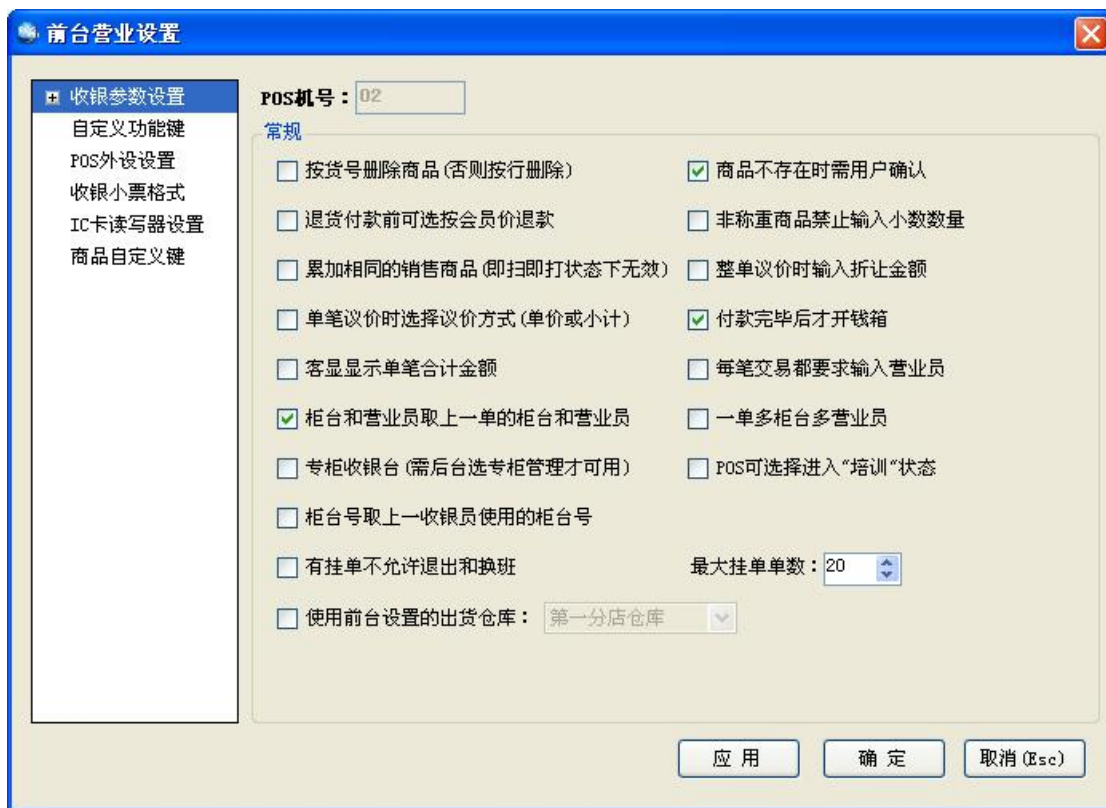 前台营业设置
收银参数设置
自定义功能键
POS外设设置
收银小票格式
IC卡读写器设置
商品自定义键
POS机号：02
常规
按货号删除商品(否则按行删除)
商品不存在时需用户确认
退货付款前可选按会员价退款
非称重商品禁止输入小数数量
累加相同的销售商品(即扫即打状态下无效)
整单议价时输入折让金额
单笔议价时选择议价方式(单价或小计)
付款完毕后才开钱箱
客显显示单笔合计金额
每笔交易都要求输入营业员
柜台和营业员取上一单的柜台和营业员
一单多柜台多营业员
专柜收银台(需后台选专柜管理才可用)
POS可选择进入"培训"状态
柜台号取上一收银员使用的柜台号
有挂单不允许退出和换班
最大挂单单数：20
使用前台设置的出货仓库：第一分店仓库
应 用
确 定
取消(Esc)